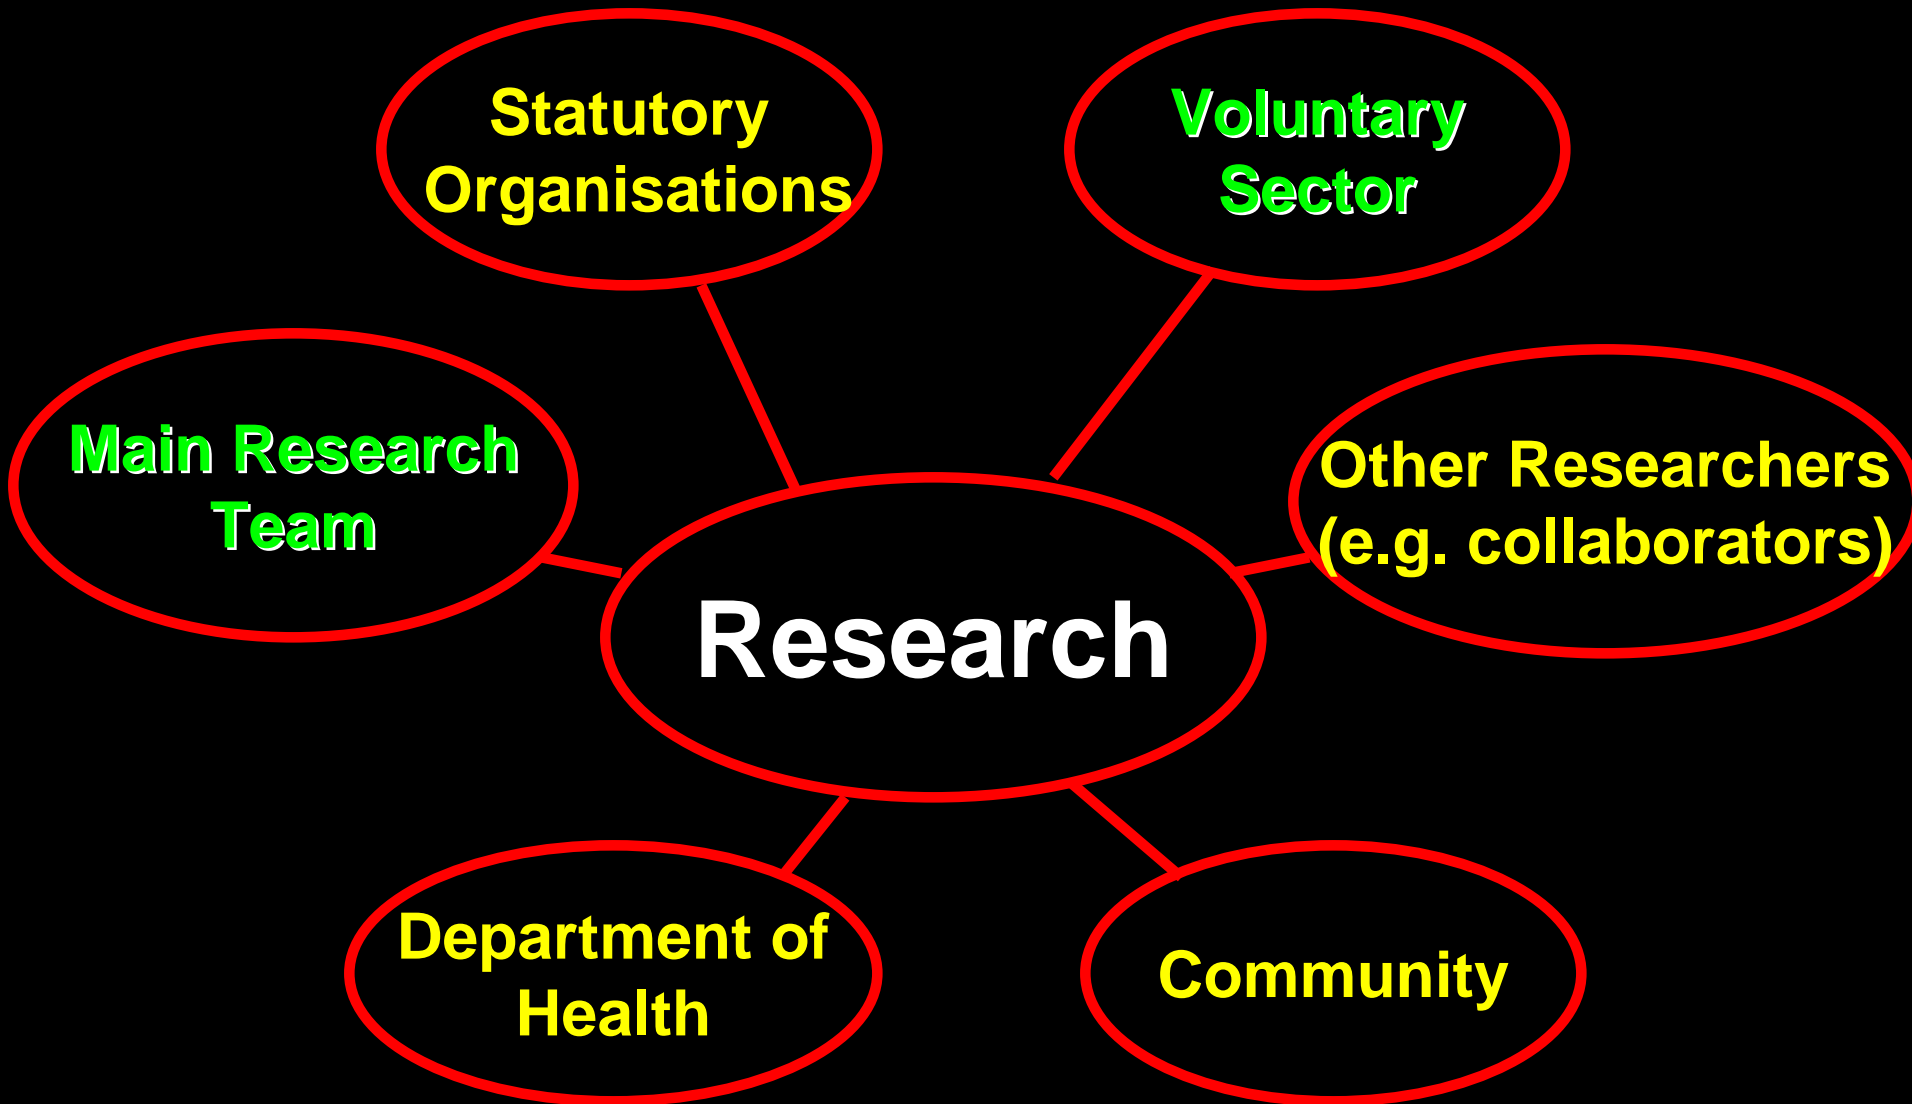 Statutory
Organisations
Voluntary
Sector
Main Research
Team
Other Researchers
(e.g. collaborators)
Research
Department of
Health
Community